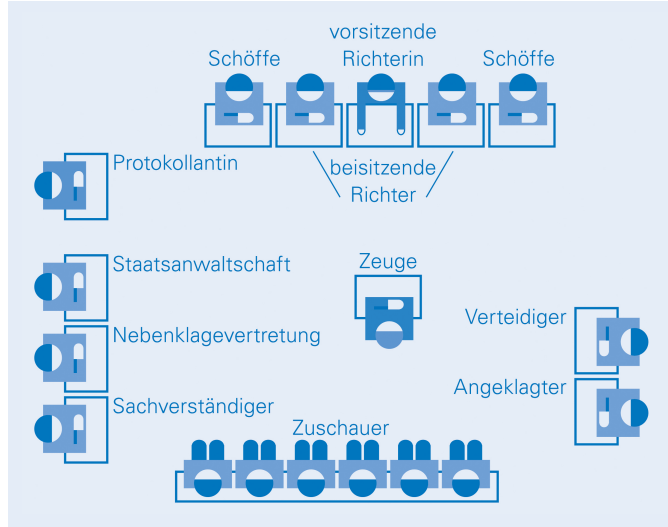 vorsitzende
Schöffe Richterin Schöffe
Protokollantin
beisitzende
Richter
Staatsanwaltschaft
Zeuge
Nebenklagevertretung
Verteidiger
Angeklagter
Sachverständiger
Zuschauer